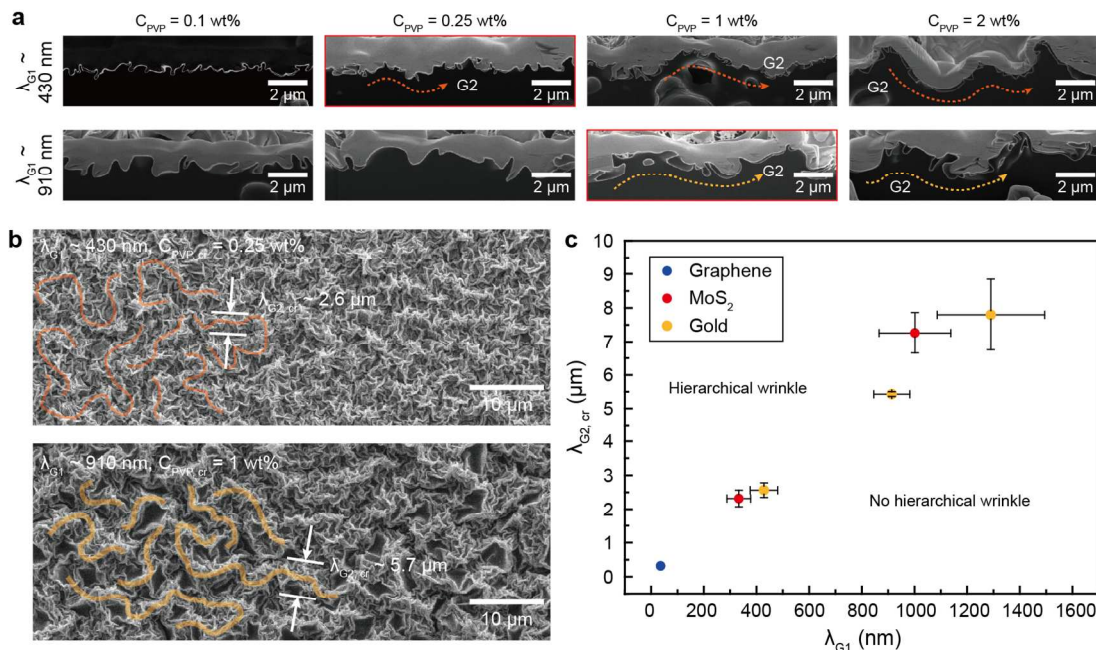 a
C_PVP = 0.1 wt%
C_PVP = 0.25 wt%
C_PVP = 1 wt%
C_PVP = 2 wt%
λ_G1 ~
430 nm
2 μm
G2
2 μm
G2
2 μm
G2
2 μm
λ_G1 ~
910 nm
2 μm
2 μm
G2
2 μm
G2
2 μm
b
λ_G1 ~ 430 nm, C_PVP, cr = 0.25 wt%
λ_G2, cr ~ 2.6 μm
10 μm
λ_G1 ~ 910 nm, C_PVP, cr = 1 wt%
λ_G2, cr ~ 5.7 μm
10 μm
c
10
9
8
7
6
5
4
3
2
1
0
λ_G2, cr (μm)
Graphene
MoS₂
Gold
Hierarchical wrinkle
No hierarchical wrinkle
0 200 400 600 800 1000 1200 1400 1600
λ_G1 (nm)